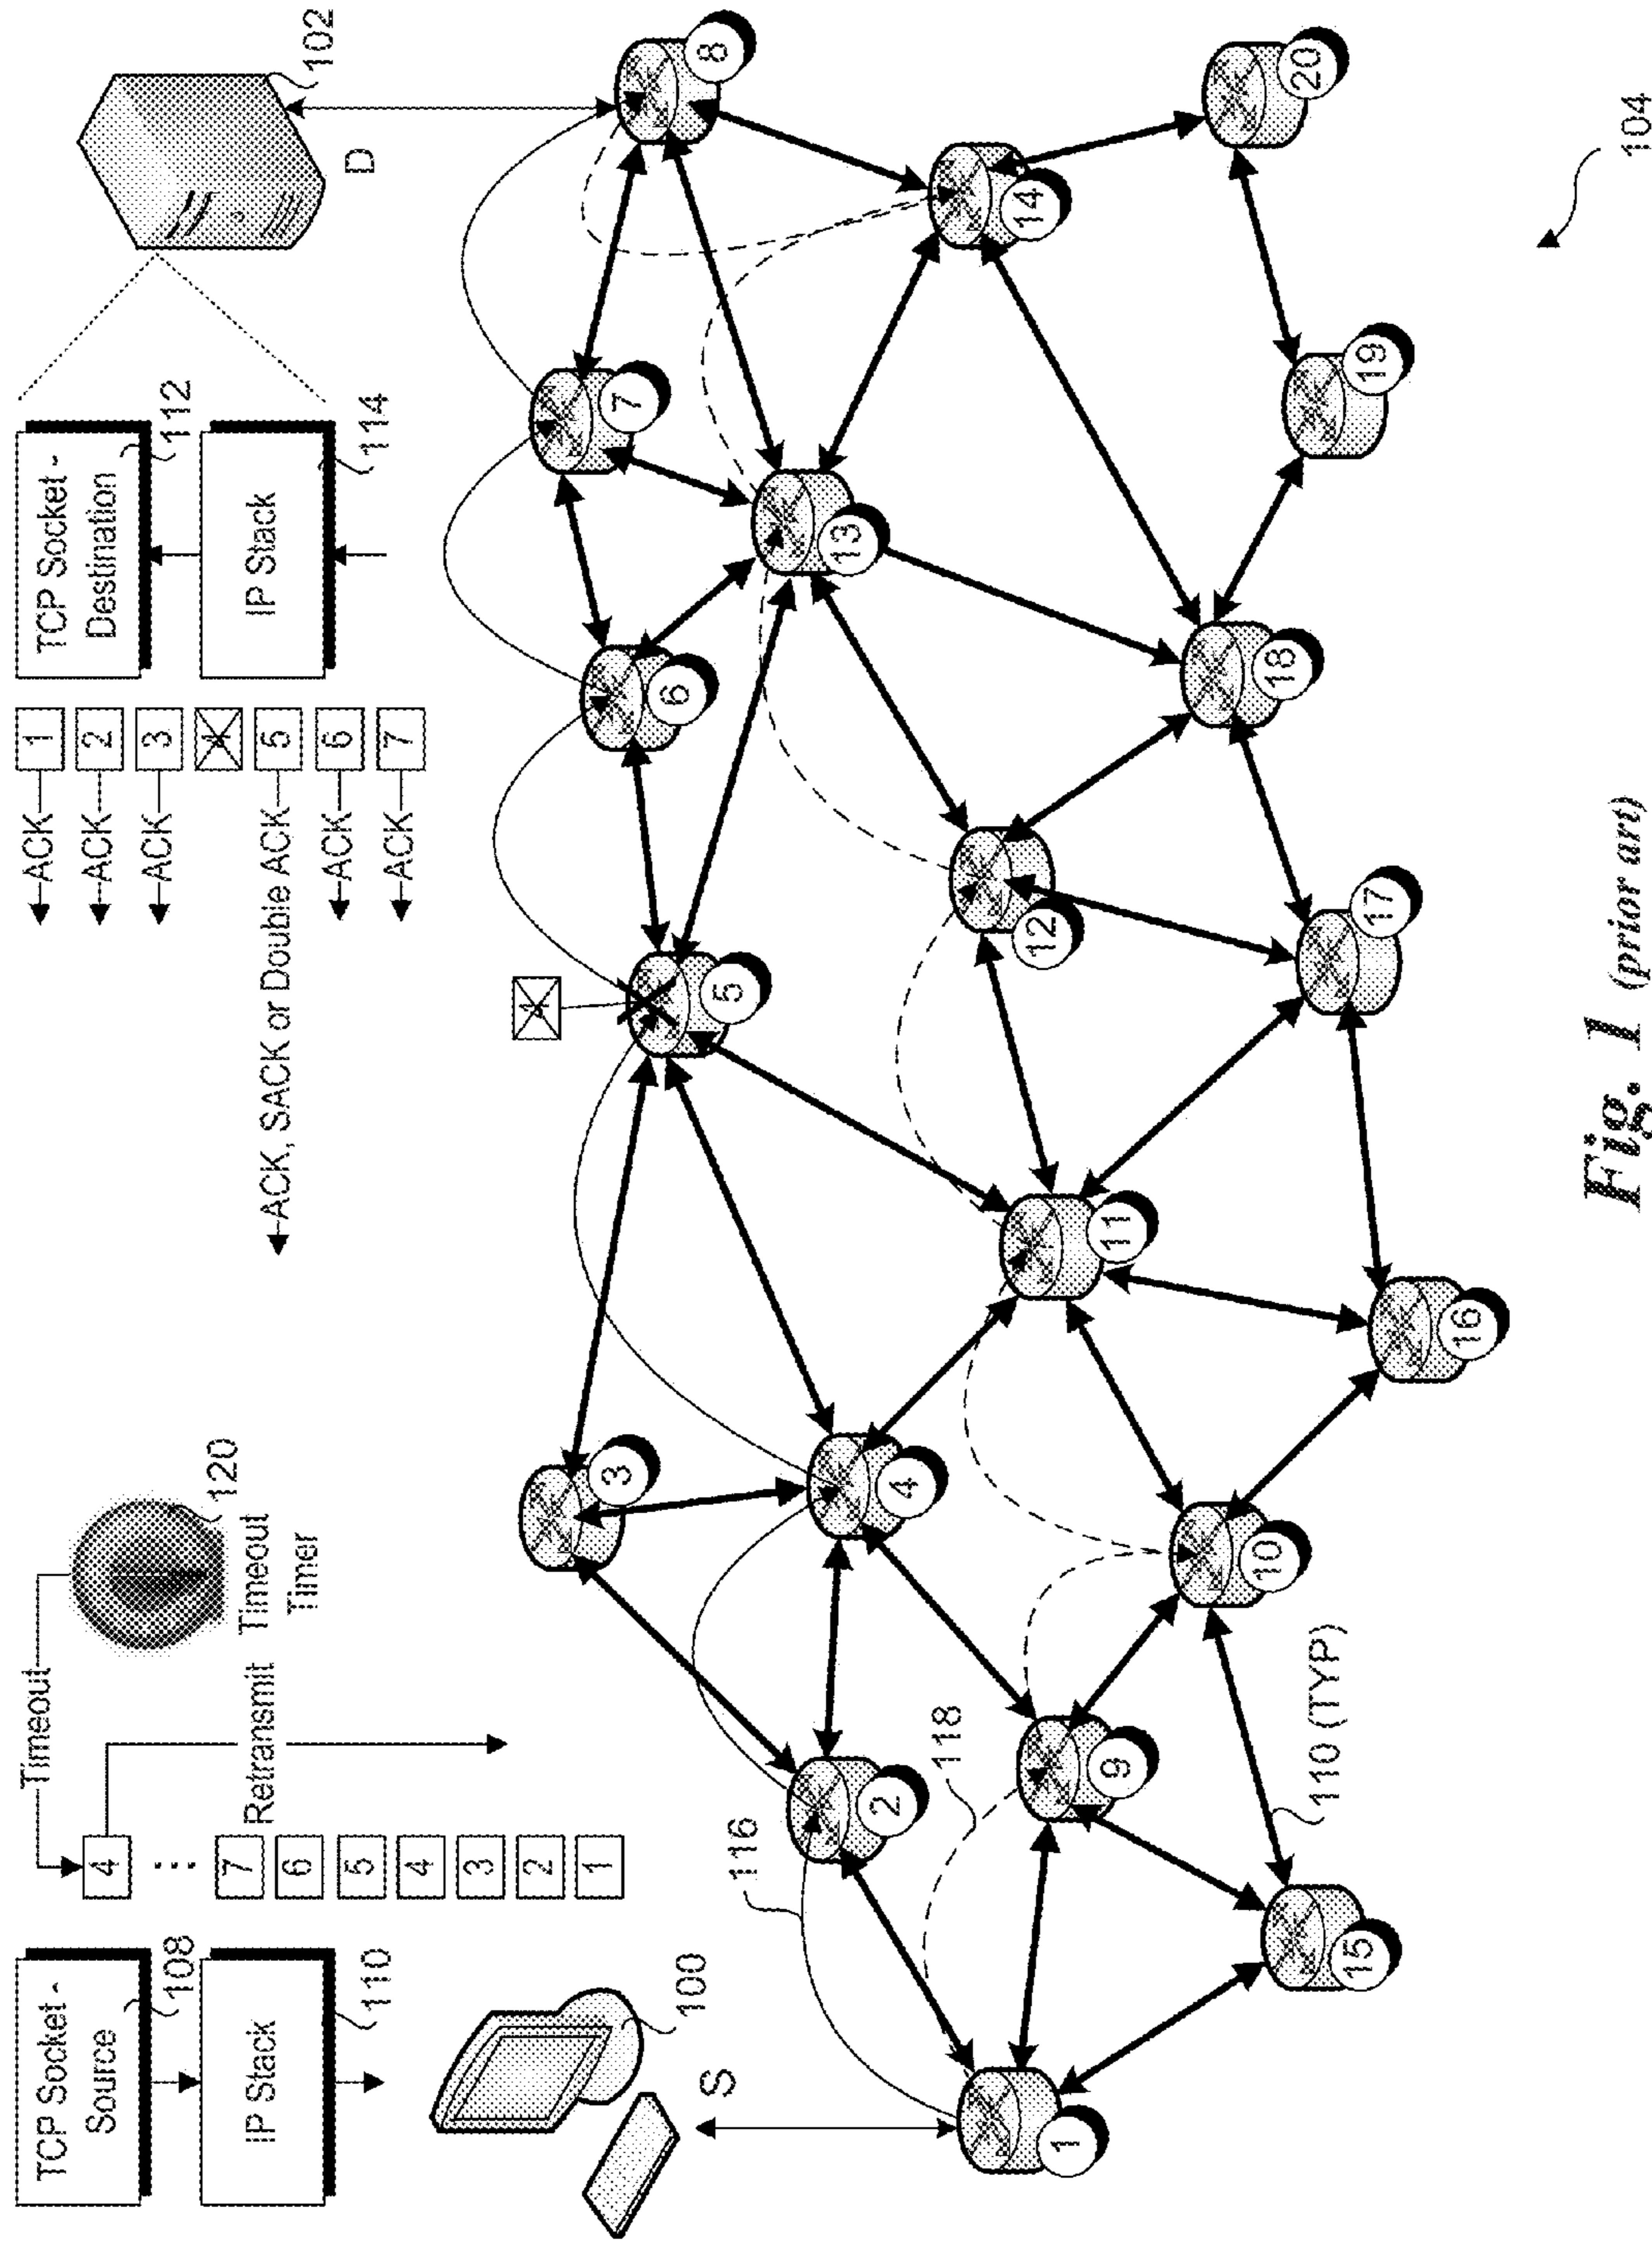 TCP Socket -
Source
108
IP Stack
110
100
S
Timeout
4
...
7
6
5
4
3
2
1
Retransmit
Timeout
Timer
120
←ACK 1
←ACK 2
←ACK 3
4
←ACK, SACK or Double ACK 5
←ACK 6
←ACK 7
TCP Socket -
Destination
112
IP Stack
114
D
102
116
118
110 (TYP)
4
1
2
3
4
5
6
7
8
9
10
11
12
13
14
15
16
17
18
19
20
104
Fig. 1 (prior art)